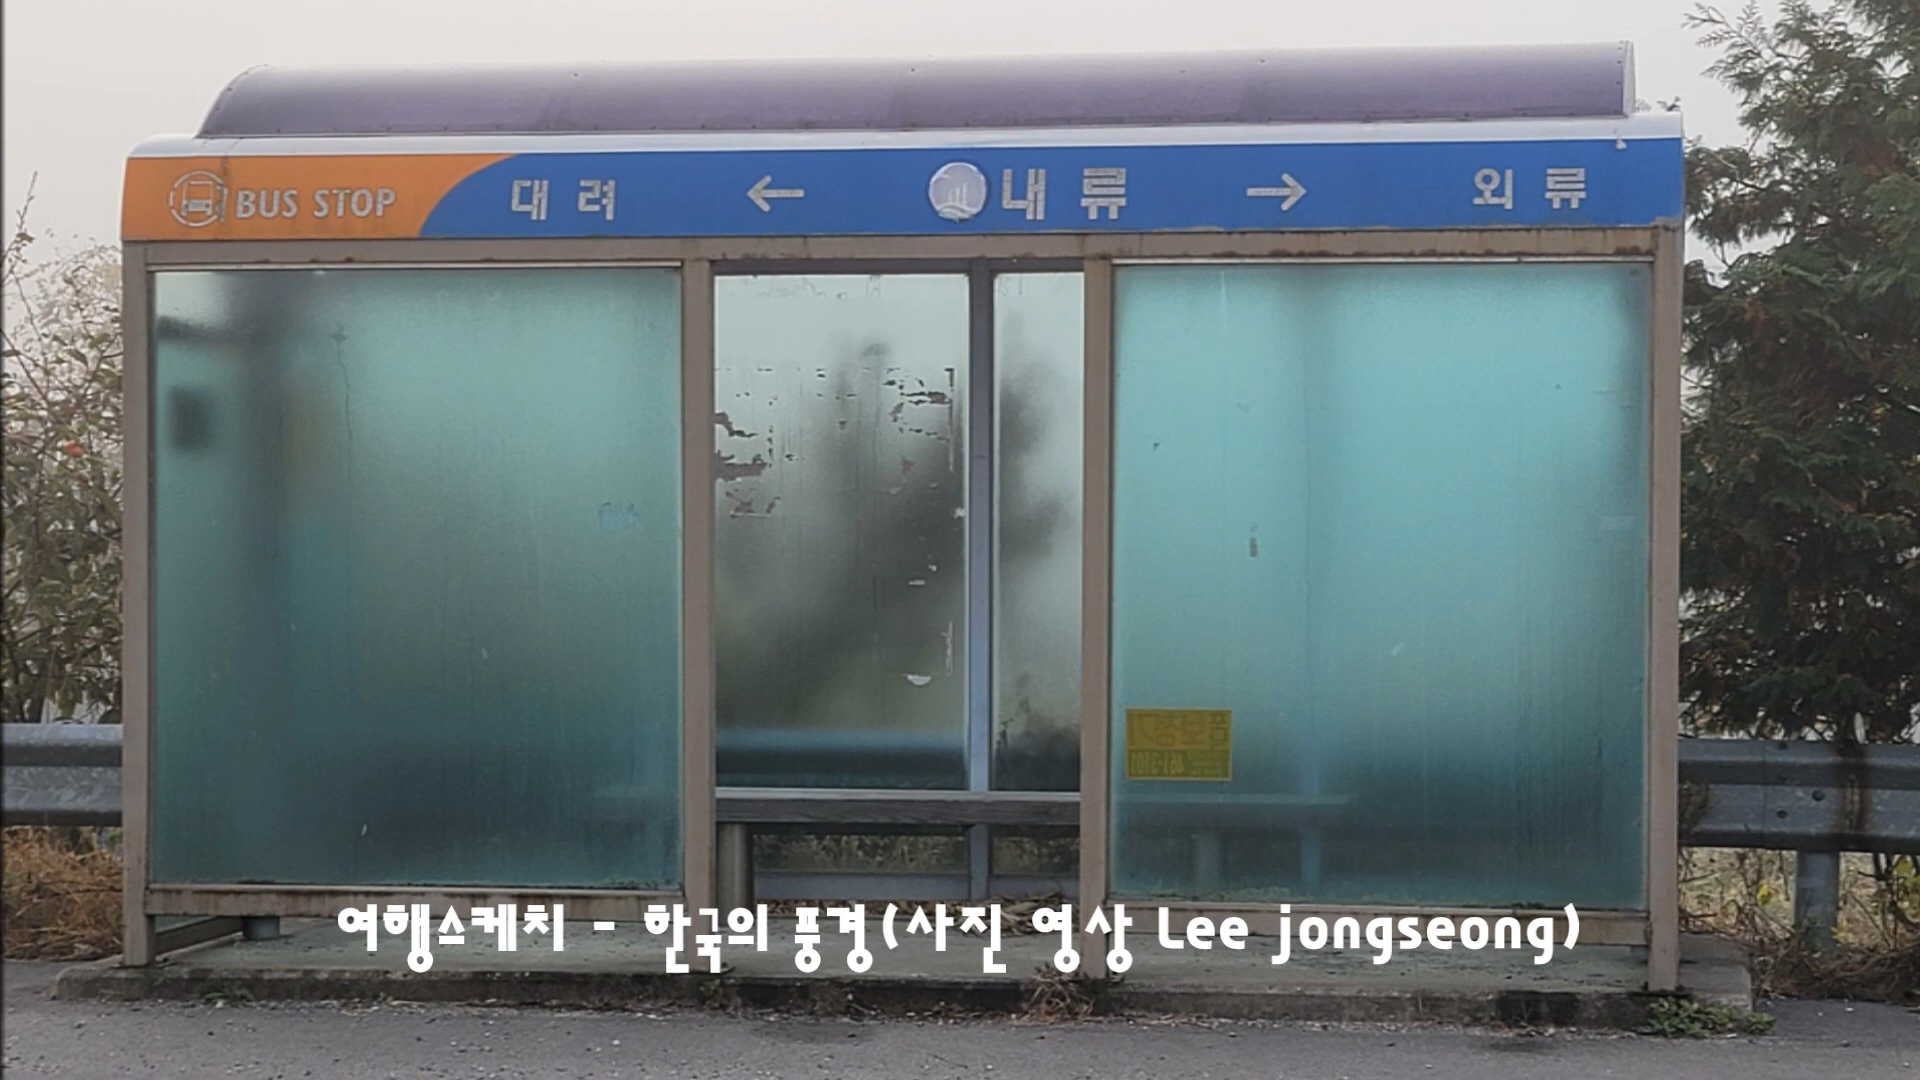 BUS STOP 대 려 ← 내 류 → 외 류
여행스케치 - 한국의 풍경(사진 영상 Lee jongseong)